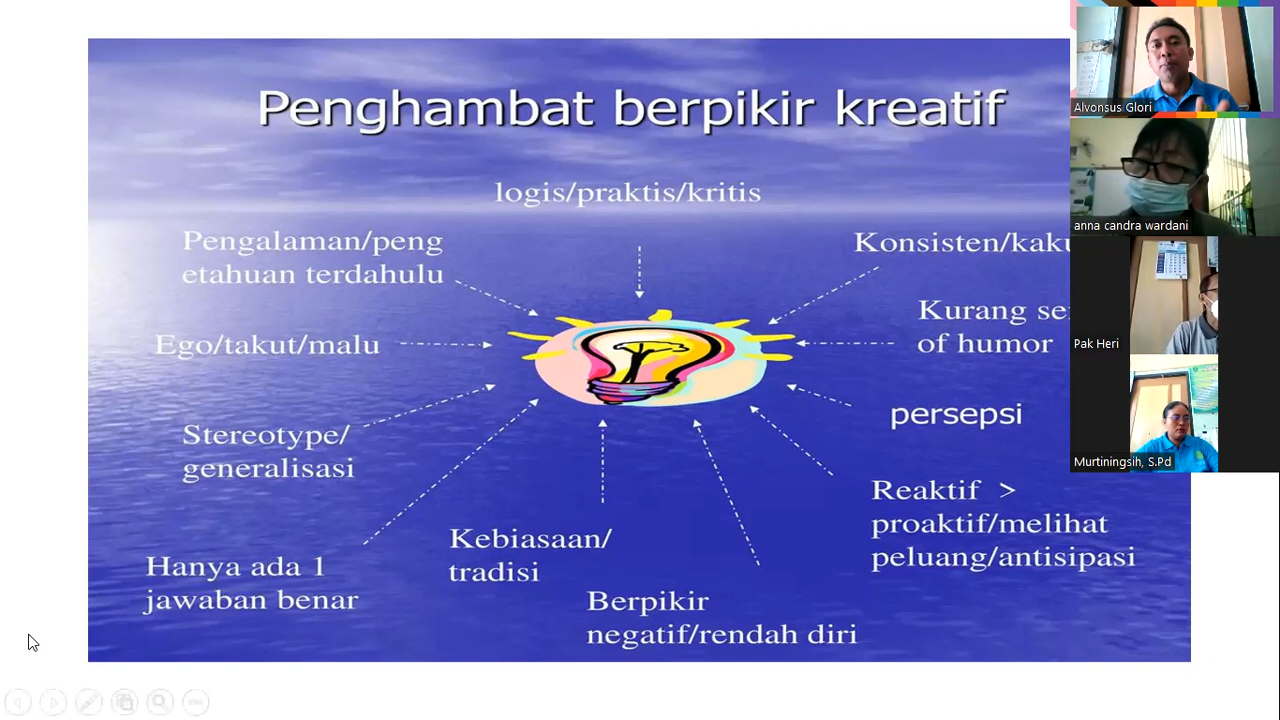 Penghambat berpikir kreatif
logis/praktis/kritis
Pengalaman/peng
etahuan terdahulu
Ego/takut/malu
Stereotype/
generalisasi
Hanya ada 1
jawaban benar
Kebiasaan/
tradisi
Berpikir
negatif/rendah diri
Reaktif >
proaktif/melihat
peluang/antisipasi
persepsi
Kurang
of humor
Konsisten/
Alvonsus Glori
anna candra wardani
Pak Heri
Murtiningsih, S.Pd